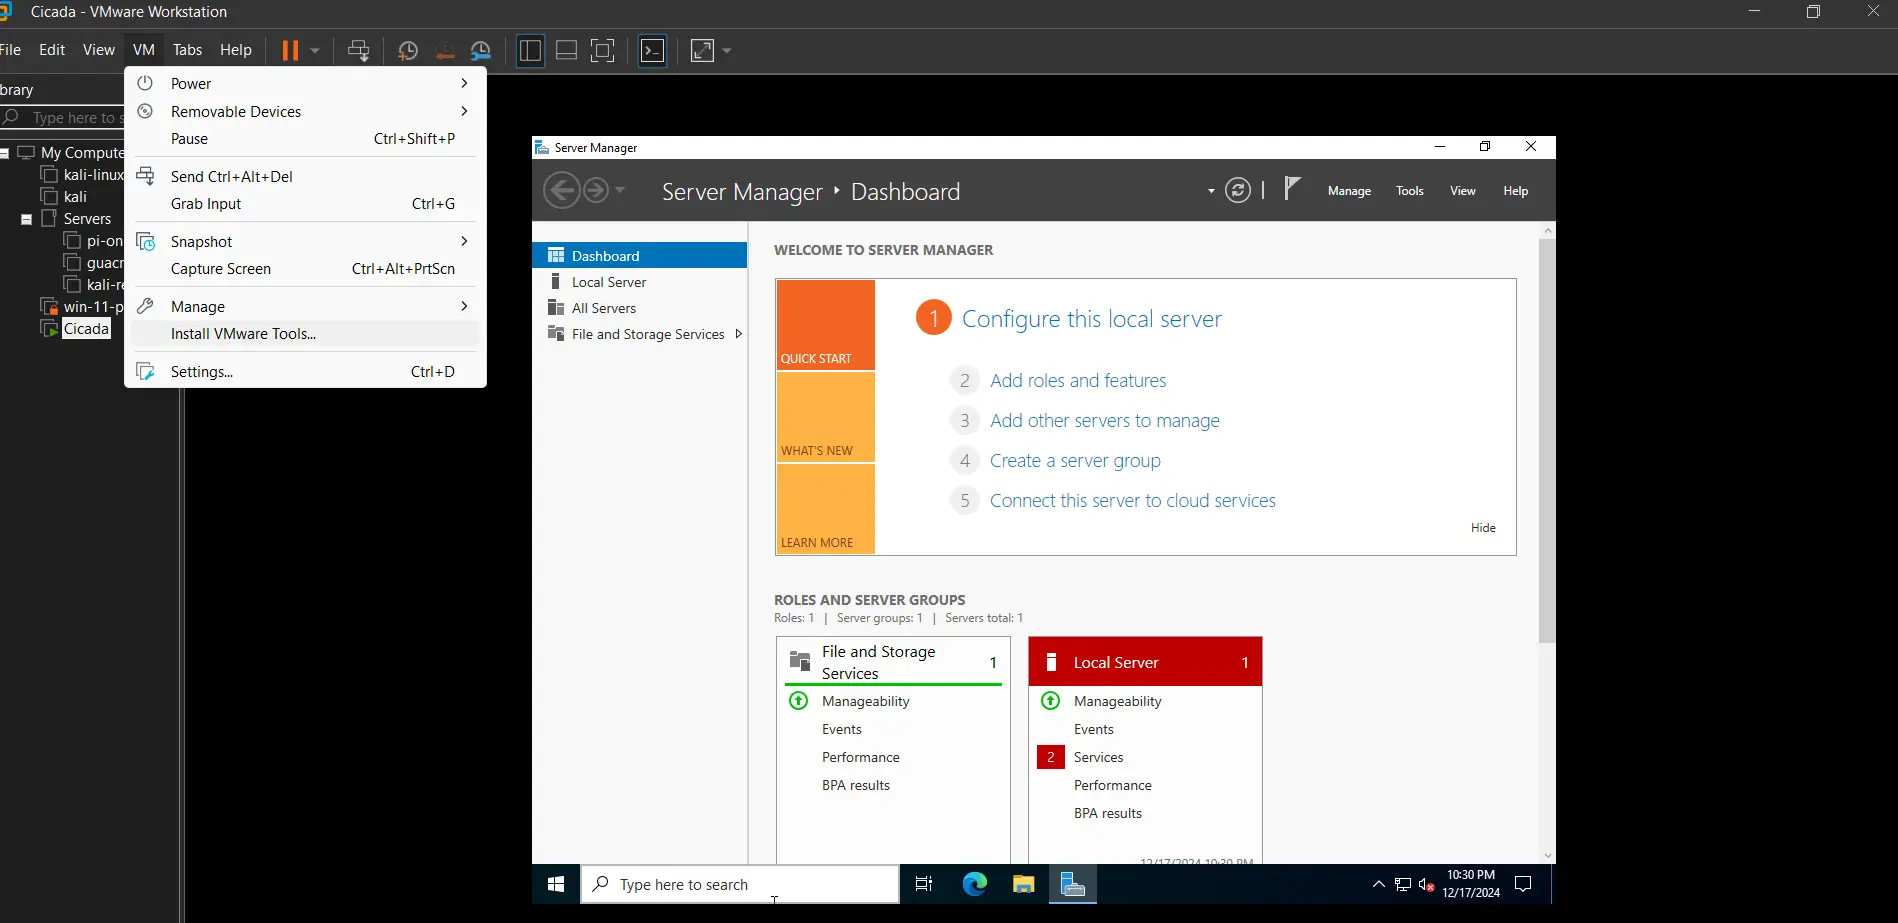 Cicada - VMware Workstation
File Edit View VM Tabs Help
brary
Type here to s
Power
Removable Devices
Pause Ctrl+Shift+P
Send Ctrl+Alt+Del
Grab Input Ctrl+G
Snapshot
Capture Screen Ctrl+Alt+PrtScn
Manage
Install VMware Tools...
Settings... Ctrl+D
My Compute
kali-linux
kali
Servers
pi-on
guacr
kali-re
win-11-p
Cicada
Server Manager
Server Manager Dashboard
Manage Tools View Help
Dashboard
Local Server
All Servers
File and Storage Services
WELCOME TO SERVER MANAGER
QUICK START
WHAT'S NEW
LEARN MORE
1 Configure this local server
2 Add roles and features
3 Add other servers to manage
4 Create a server group
5 Connect this server to cloud services
Hide
ROLES AND SERVER GROUPS
Roles: 1 | Server groups: 1 | Servers total: 1
File and Storage
Services 1
Manageability
Events
Performance
BPA results
Local Server 1
Manageability
Events
2 Services
Performance
BPA results
12/17/2024 10:30 PM
Type here to search
10:30 PM
12/17/2024